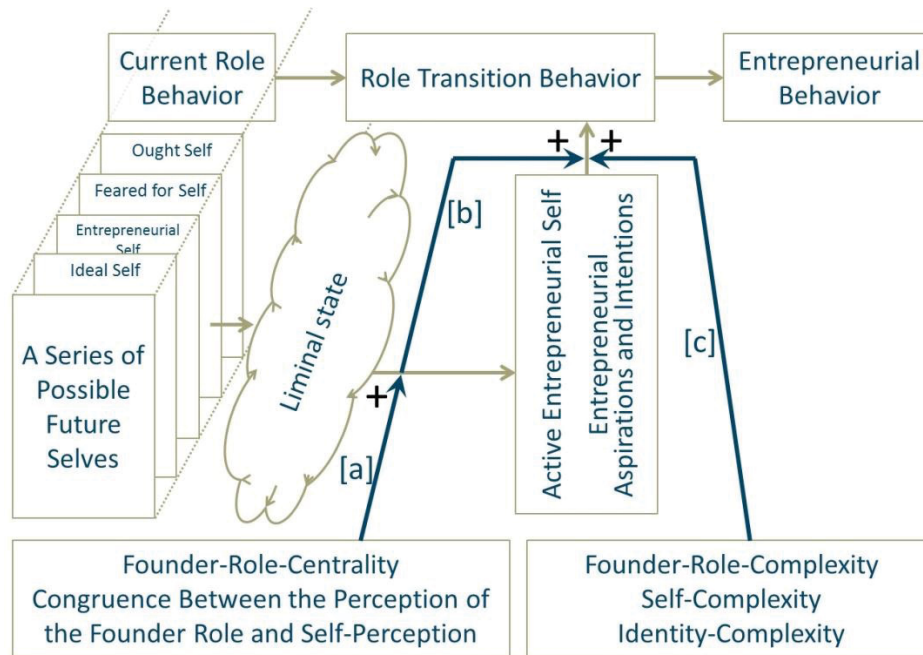 Current Role
Behavior
Role Transition Behavior
Entrepreneurial
Behavior
Ought Self
Feared for Self
Entrepreneurial
Self
Ideal Self
A Series of
Possible
Future
Selves
Liminal state
+
[a]
[b]
+ +
Active Entrepreneurial Self
Entrepreneurial
Aspirations and Intentions
[c]
Founder-Role-Centrality
Congruence Between the Perception of
the Founder Role and Self-Perception
Founder-Role-Complexity
Self-Complexity
Identity-Complexity